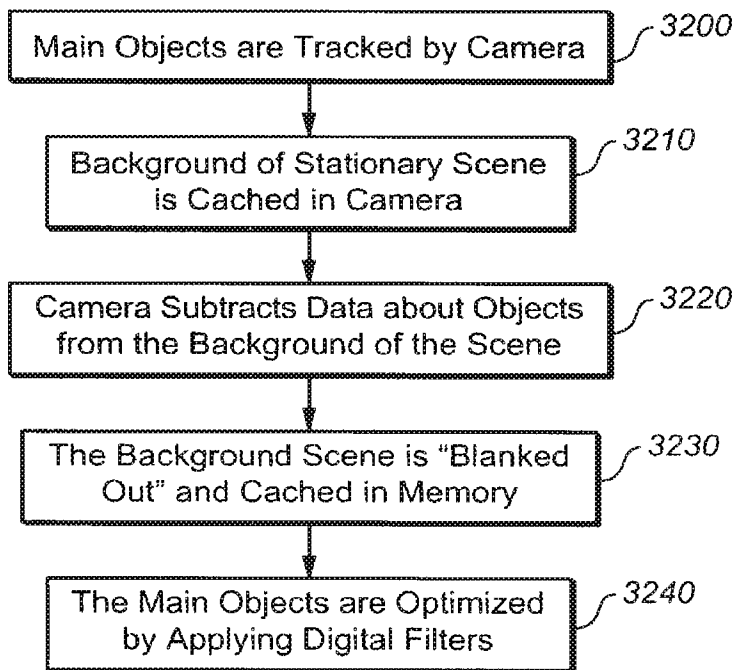 Main Objects are Tracked by Camera
3200
Background of Stationary Scene
is Cached in Camera
3210
Camera Subtracts Data about Objects
from the Background of the Scene
3220
The Background Scene is “Blanked
Out” and Cached in Memory
3230
The Main Objects are Optimized
by Applying Digital Filters
3240